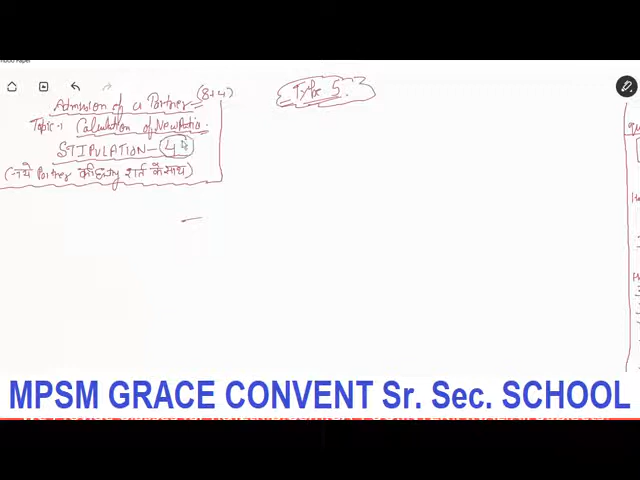 Admission of a Partner (8+4)
Topic:- Calculation of New Ratio.
STIPULATION - 4
(नये Partner की Entry शर्त के साथ)
Type 5.
MPSM GRACE CONVENT Sr. Sec. SCHOOL